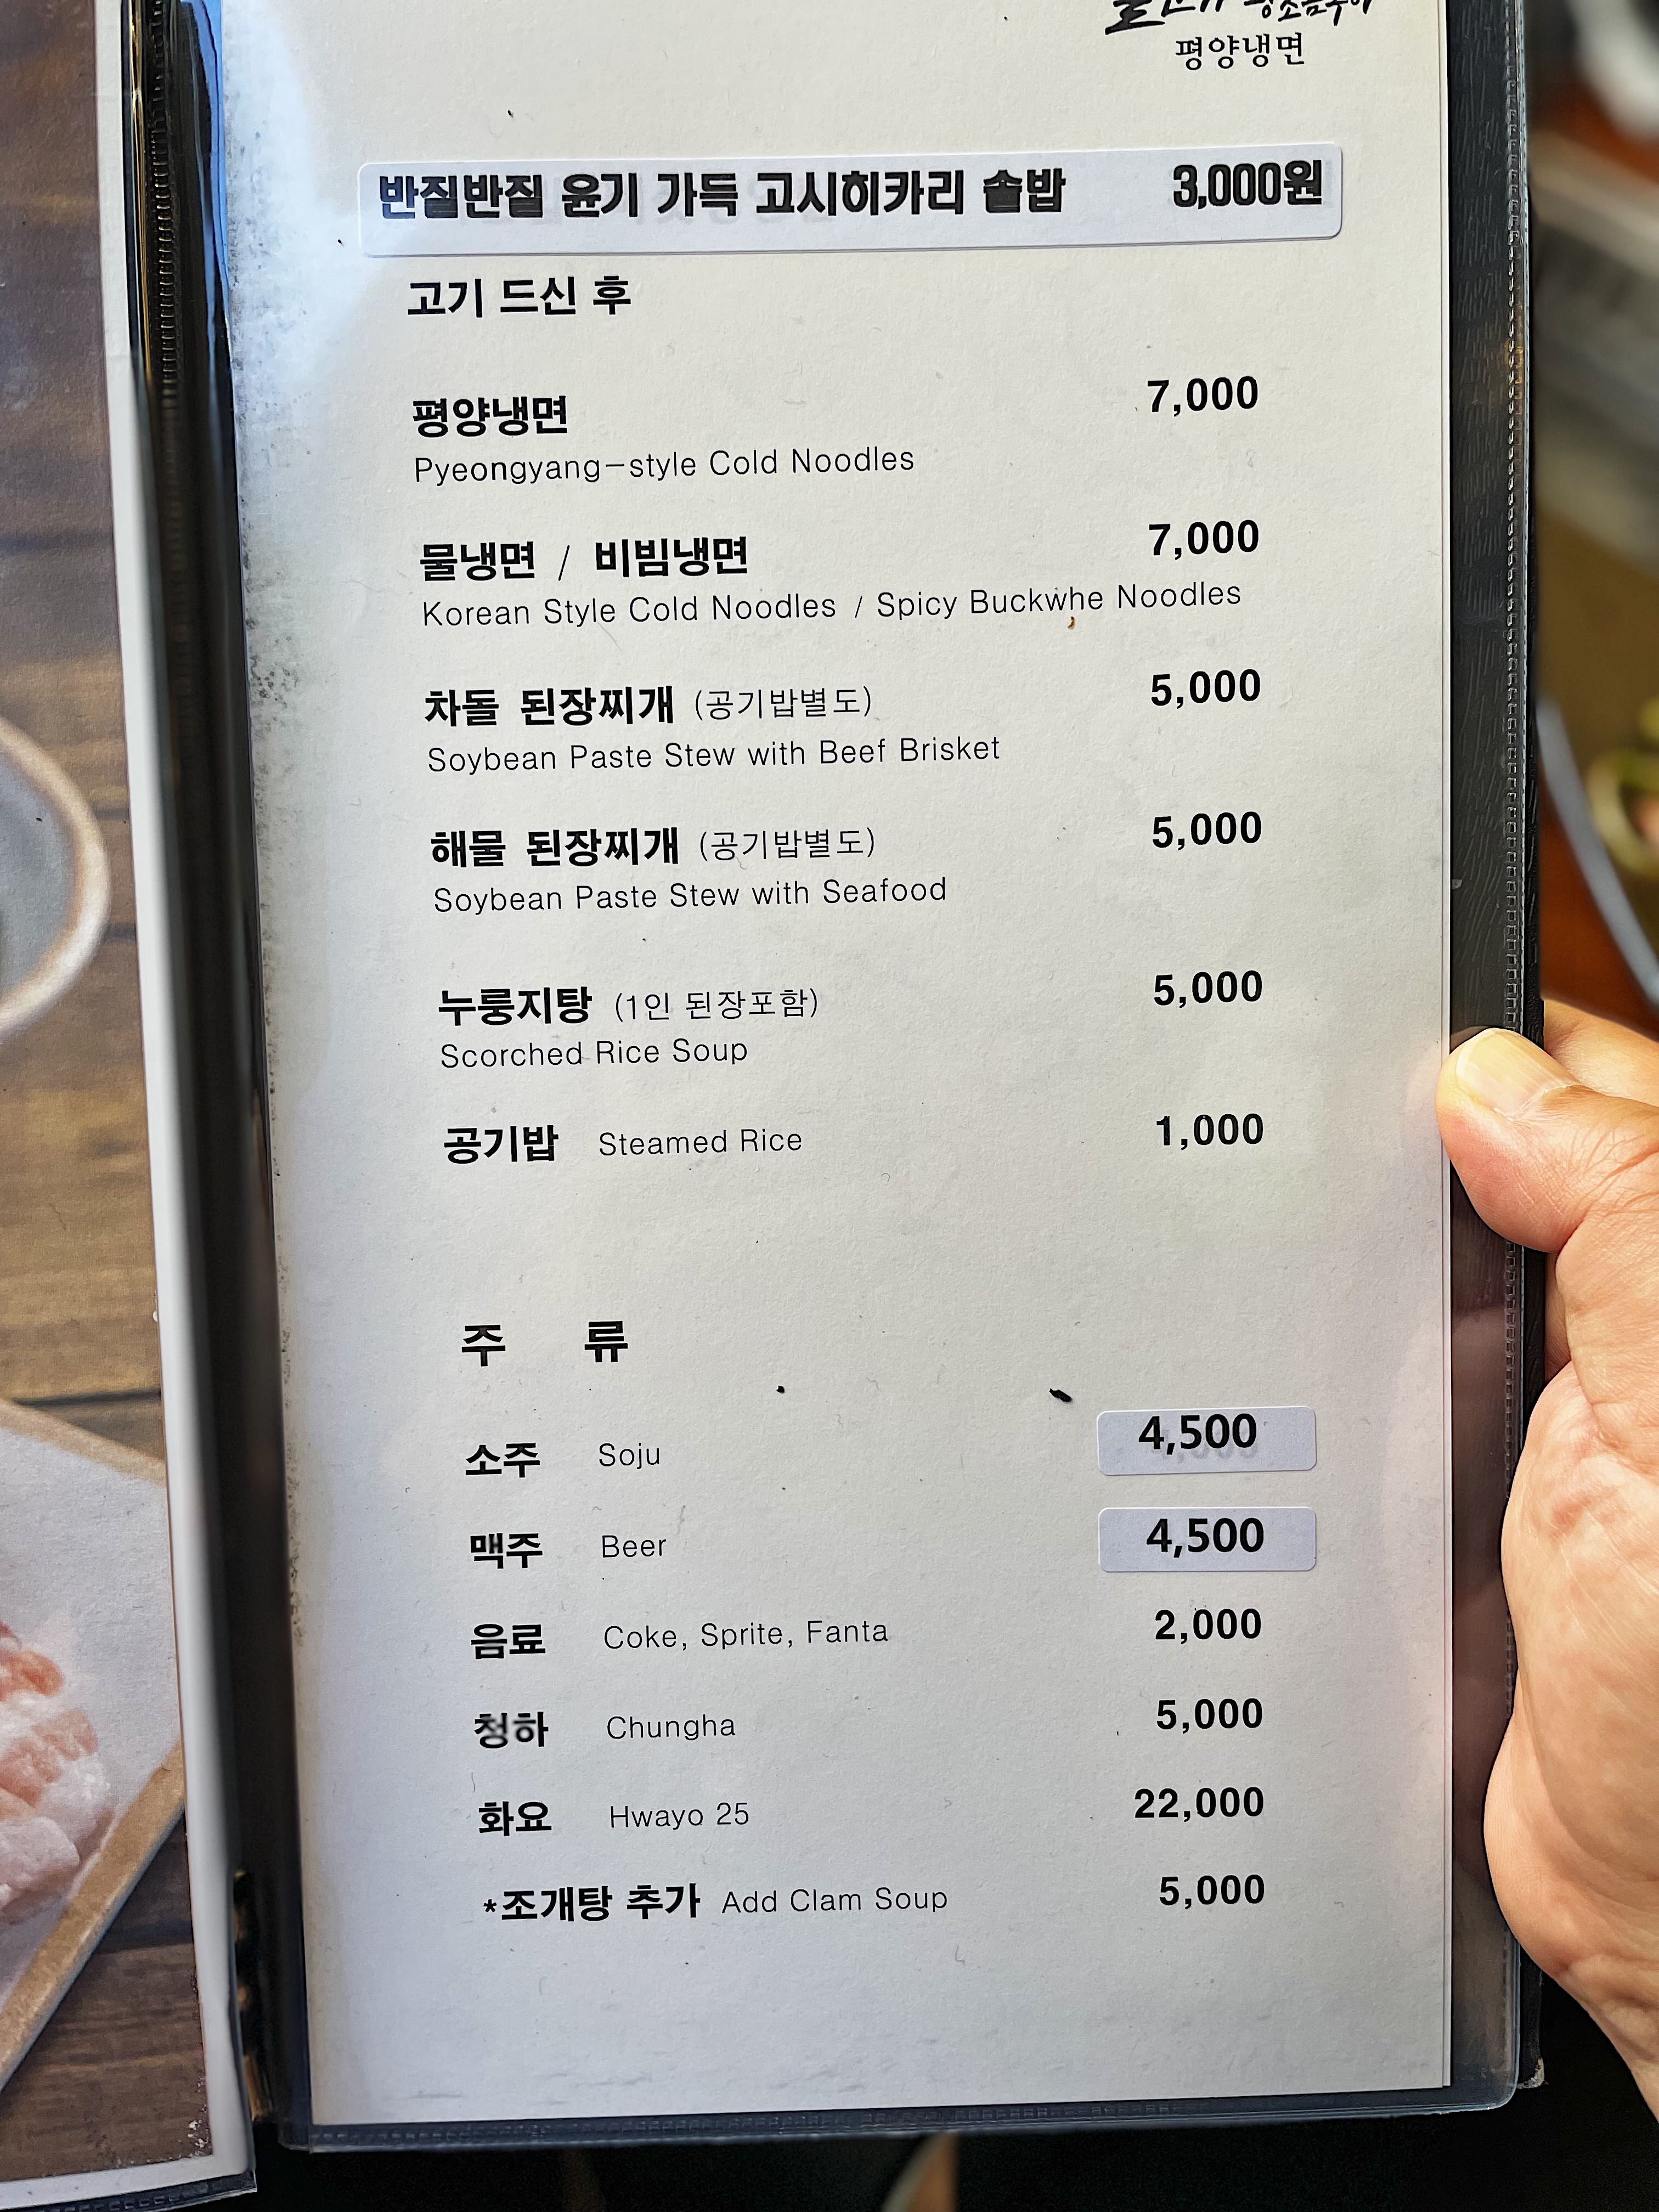 평양냉면
반질반질 윤기 가득 고시히카리 솥밥 3,000원
고기 드신 후
평양냉면 7,000
Pyeongyang-style Cold Noodles
물냉면 / 비빔냉면 7,000
Korean Style Cold Noodles / Spicy Buckwhe Noodles
차돌 된장찌개 (공기밥별도) 5,000
Soybean Paste Stew with Beef Brisket
해물 된장찌개 (공기밥별도) 5,000
Soybean Paste Stew with Seafood
누룽지탕 (1인 된장포함) 5,000
Scorched Rice Soup
공기밥 Steamed Rice 1,000
주 류
소주 Soju 4,500
맥주 Beer 4,500
음료 Coke, Sprite, Fanta 2,000
청하 Chungha 5,000
화요 Hwayo 25 22,000
*조개탕 추가 Add Clam Soup 5,000